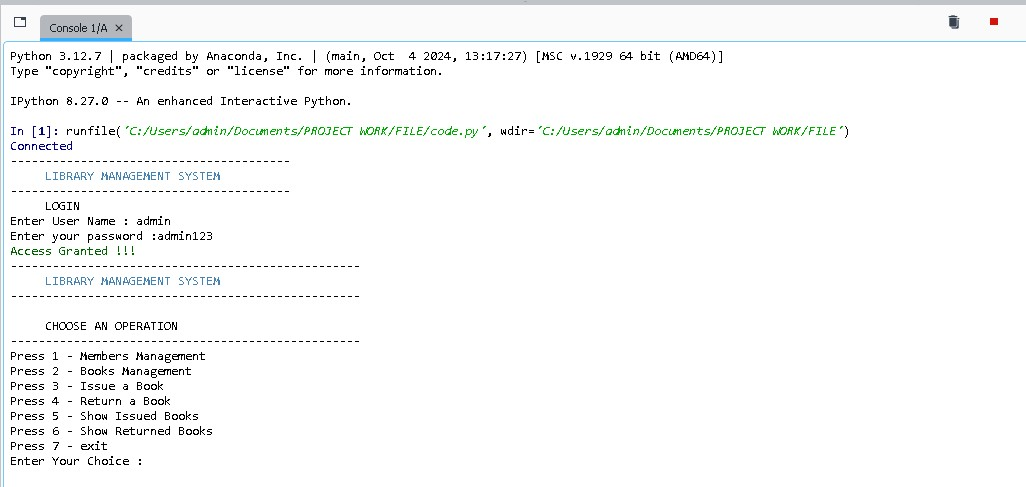 Console 1/A ×
Python 3.12.7 | packaged by Anaconda, Inc. | (main, Oct  4 2024, 13:17:27) [MSC v.1929 64 bit (AMD64)]
Type "copyright", "credits" or "license" for more information.
IPython 8.27.0 -- An enhanced Interactive Python.
In [1]: runfile('C:/Users/admin/Documents/PROJECT WORK/FILE/code.py', wdir='C:/Users/admin/Documents/PROJECT WORK/FILE')
Connected
----------------------------------------
LIBRARY MANAGEMENT SYSTEM
----------------------------------------
LOGIN
Enter User Name : admin
Enter your password :admin123
Access Granted !!!
--------------------------------------------------
LIBRARY MANAGEMENT SYSTEM
--------------------------------------------------
CHOOSE AN OPERATION
--------------------------------------------------
Press 1 - Members Management
Press 2 - Books Management
Press 3 - Issue a Book
Press 4 - Return a Book
Press 5 - Show Issued Books
Press 6 - Show Returned Books
Press 7 - exit
Enter Your Choice :